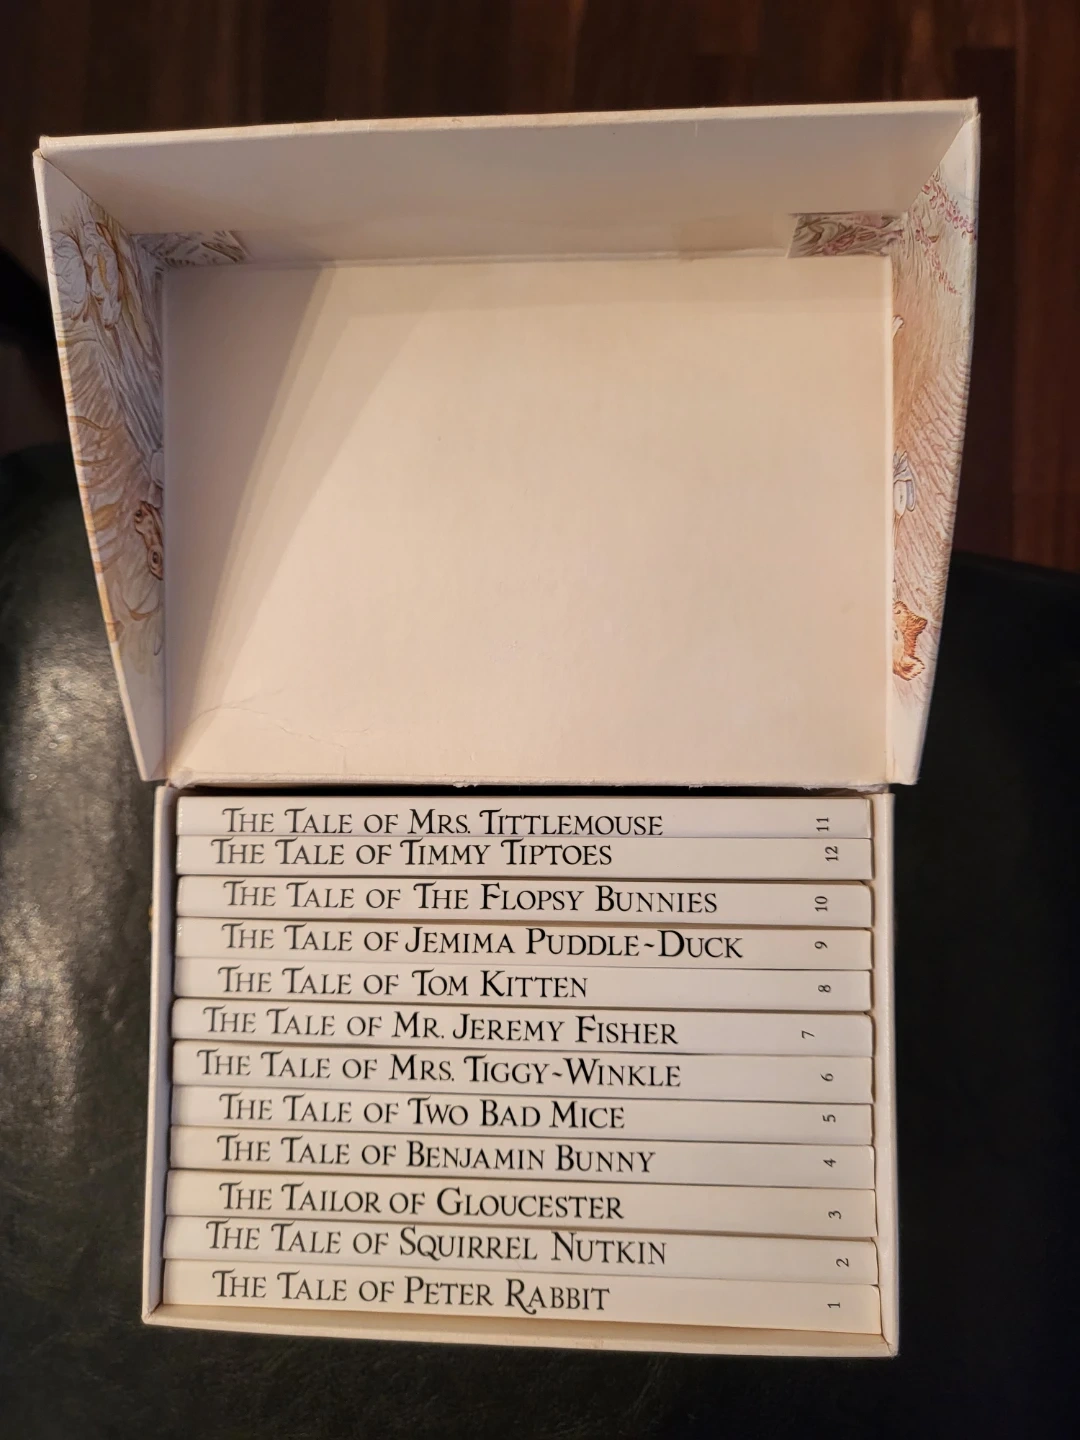 THE TALE OF MRS. TITTLEMOUSE 11
THE TALE OF TIMMY TIPTOES 12
THE TALE OF THE FLOPSY BUNNIES 10
THE TALE OF JEMIMA PUDDLE~DUCK 9
THE TALE OF TOM KITTEN 8
THE TALE OF MR. JEREMY FISHER 7
THE TALE OF MRS. TIGGY~WINKLE 6
THE TALE OF TWO BAD MICE 5
THE TALE OF BENJAMIN BUNNY 4
THE TAILOR OF GLOUCESTER 3
THE TALE OF SQUIRREL NUTKIN 2
THE TALE OF PETER RABBIT 1